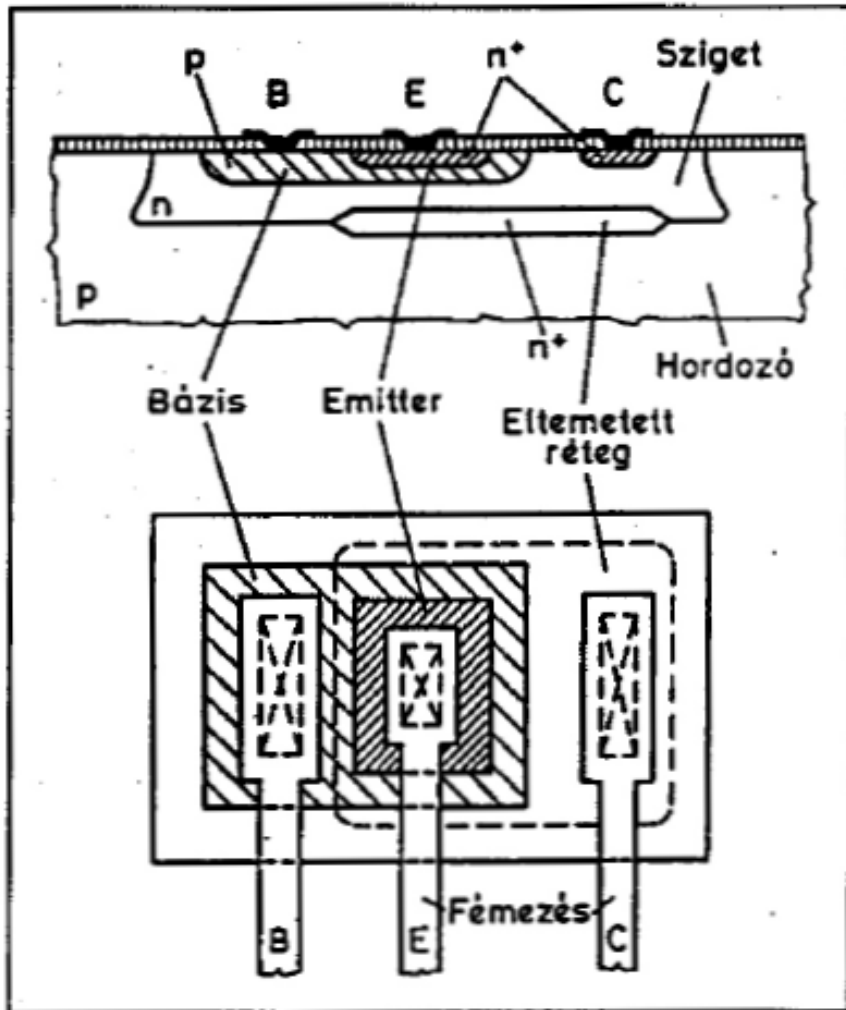 p
n+
Sziget
B
E
C
n
p
n+
Hordozó
Bázis
Emitter
Eltemetett
réteg
Fémezés
B
E
C